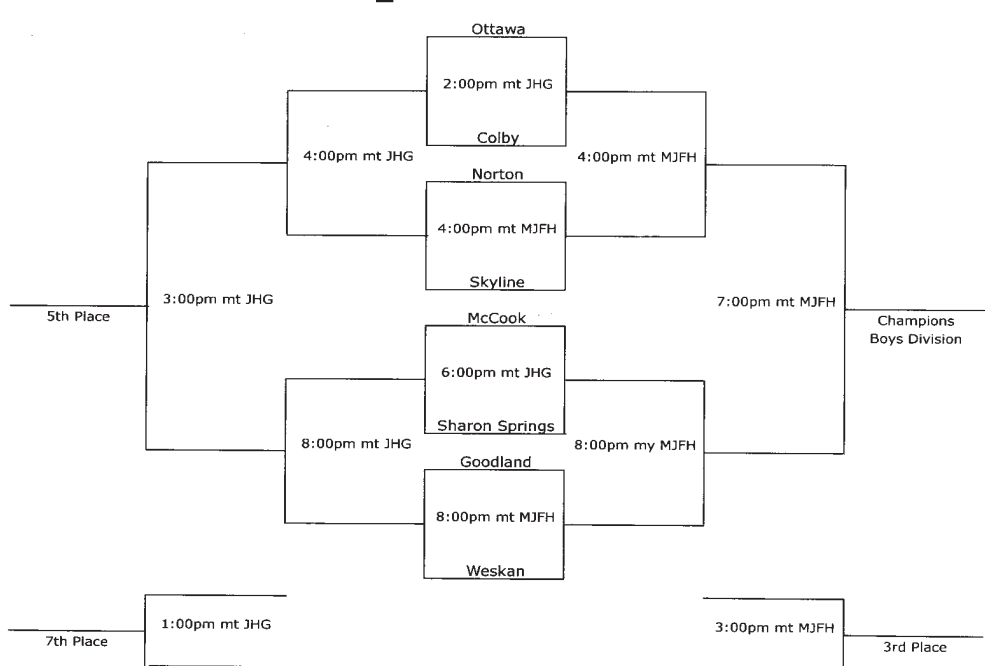 Ottawa
2:00pm mt JHG
Colby
4:00pm mt JHG
4:00pm mt MJFH
Norton
4:00pm mt MJFH
Skyline
3:00pm mt JHG
7:00pm mt MJFH
5th Place
McCook
Champions
Boys Division
6:00pm mt JHG
Sharon Springs
8:00pm mt JHG
8:00pm my MJFH
Goodland
8:00pm mt MJFH
Weskan
1:00pm mt JHG
3:00pm mt MJFH
7th Place
3rd Place